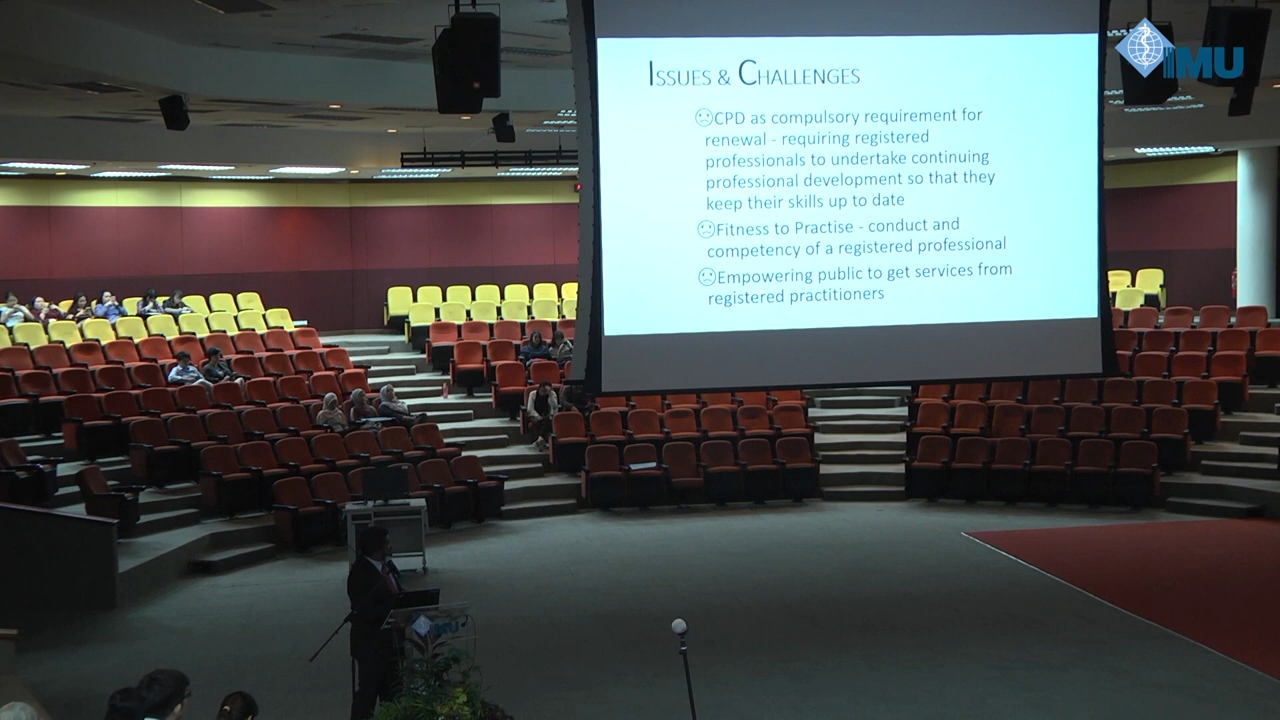 IMU
ISSUES & CHALLENGES
CPD as compulsory requirement for
renewal - requiring registered
professionals to undertake continuing
professional development so that they
keep their skills up to date
Fitness to Practise - conduct and
competency of a registered professional
Empowering public to get services from
registered practitioners
IMU